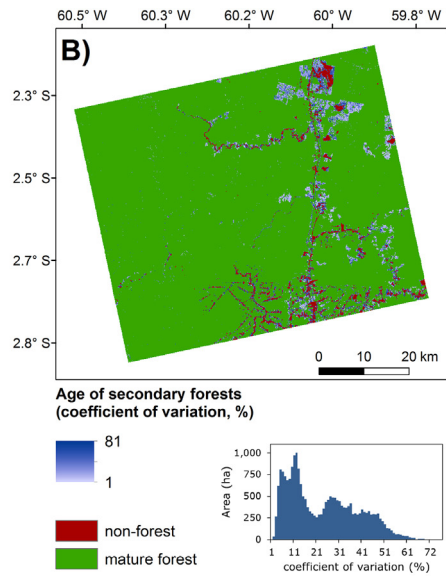 60.5° W 60.3° W 60.2° W 60° W 59.8° W
B)
2.3° S
2.5° S
2.7° S
2.8° S
0 10 20 km
Age of secondary forests
(coefficient of variation, %)
81
1
non-forest
mature forest
Area (ha)
1,000
750
500
250
0
1 11 21 31 41 51 61 72
coefficient of variation (%)